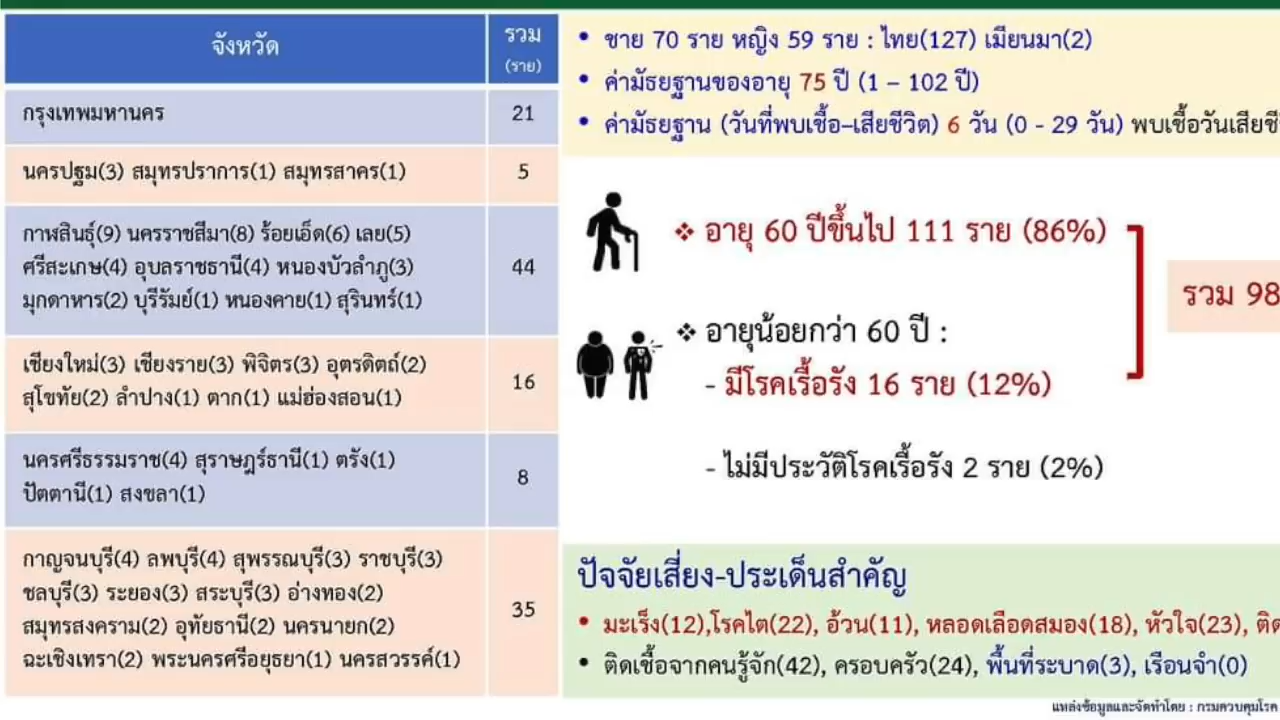 จังหวัด
รวม
(ราย)
กรุงเทพมหานคร
21
นครปฐม(3) สมุทรปราการ(1) สมุทรสาคร(1)
5
กาฬสินธุ์(9) นครราชสีมา(8) ร้อยเอ็ด(6) เลย(5)
ศรีสะเกษ(4) อุบลราชธานี(4) หนองบัวลำภู(3)
มุกดาหาร(2) บุรีรัมย์(1) หนองคาย(1) สุรินทร์(1)
44
เชียงใหม่(3) เชียงราย(3) พิจิตร(3) อุตรดิตถ์(2)
สุโขทัย(2) ลำปาง(1) ตาก(1) แม่ฮ่องสอน(1)
16
นครศรีธรรมราช(4) สุราษฎร์ธานี(1) ตรัง(1)
ปัตตานี(1) สงขลา(1)
8
กาญจนบุรี(4) ลพบุรี(4) สุพรรณบุรี(3) ราชบุรี(3)
ชลบุรี(3) ระยอง(3) สระบุรี(3) อ่างทอง(2)
สมุทรสงคราม(2) อุทัยธานี(2) นครนายก(2)
ฉะเชิงเทรา(2) พระนครศรีอยุธยา(1) นครสวรรค์(1)
35
• ชาย 70 ราย หญิง 59 ราย : ไทย(127) เมียนมา(2)
• ค่ามัธยฐานของอายุ 75 ปี (1 – 102 ปี)
• ค่ามัธยฐาน (วันที่พบเชื้อ–เสียชีวิต) 6 วัน (0 - 29 วัน) พบเชื้อวันเสียชี
❖ อายุ 60 ปีขึ้นไป 111 ราย (86%)
รวม 98
❖ อายุน้อยกว่า 60 ปี :
- มีโรคเรื้อรัง 16 ราย (12%)
- ไม่มีประวัติโรคเรื้อรัง 2 ราย (2%)
ปัจจัยเสี่ยง-ประเด็นสำคัญ
• มะเร็ง(12),โรคไต(22), อ้วน(11), หลอดเลือดสมอง(18), หัวใจ(23), ติด
• ติดเชื้อจากคนรู้จัก(42), ครอบครัว(24), พื้นที่ระบาด(3), เรือนจำ(0)
แหล่งข้อมูลและจัดทำโดย : กรมควบคุมโรค